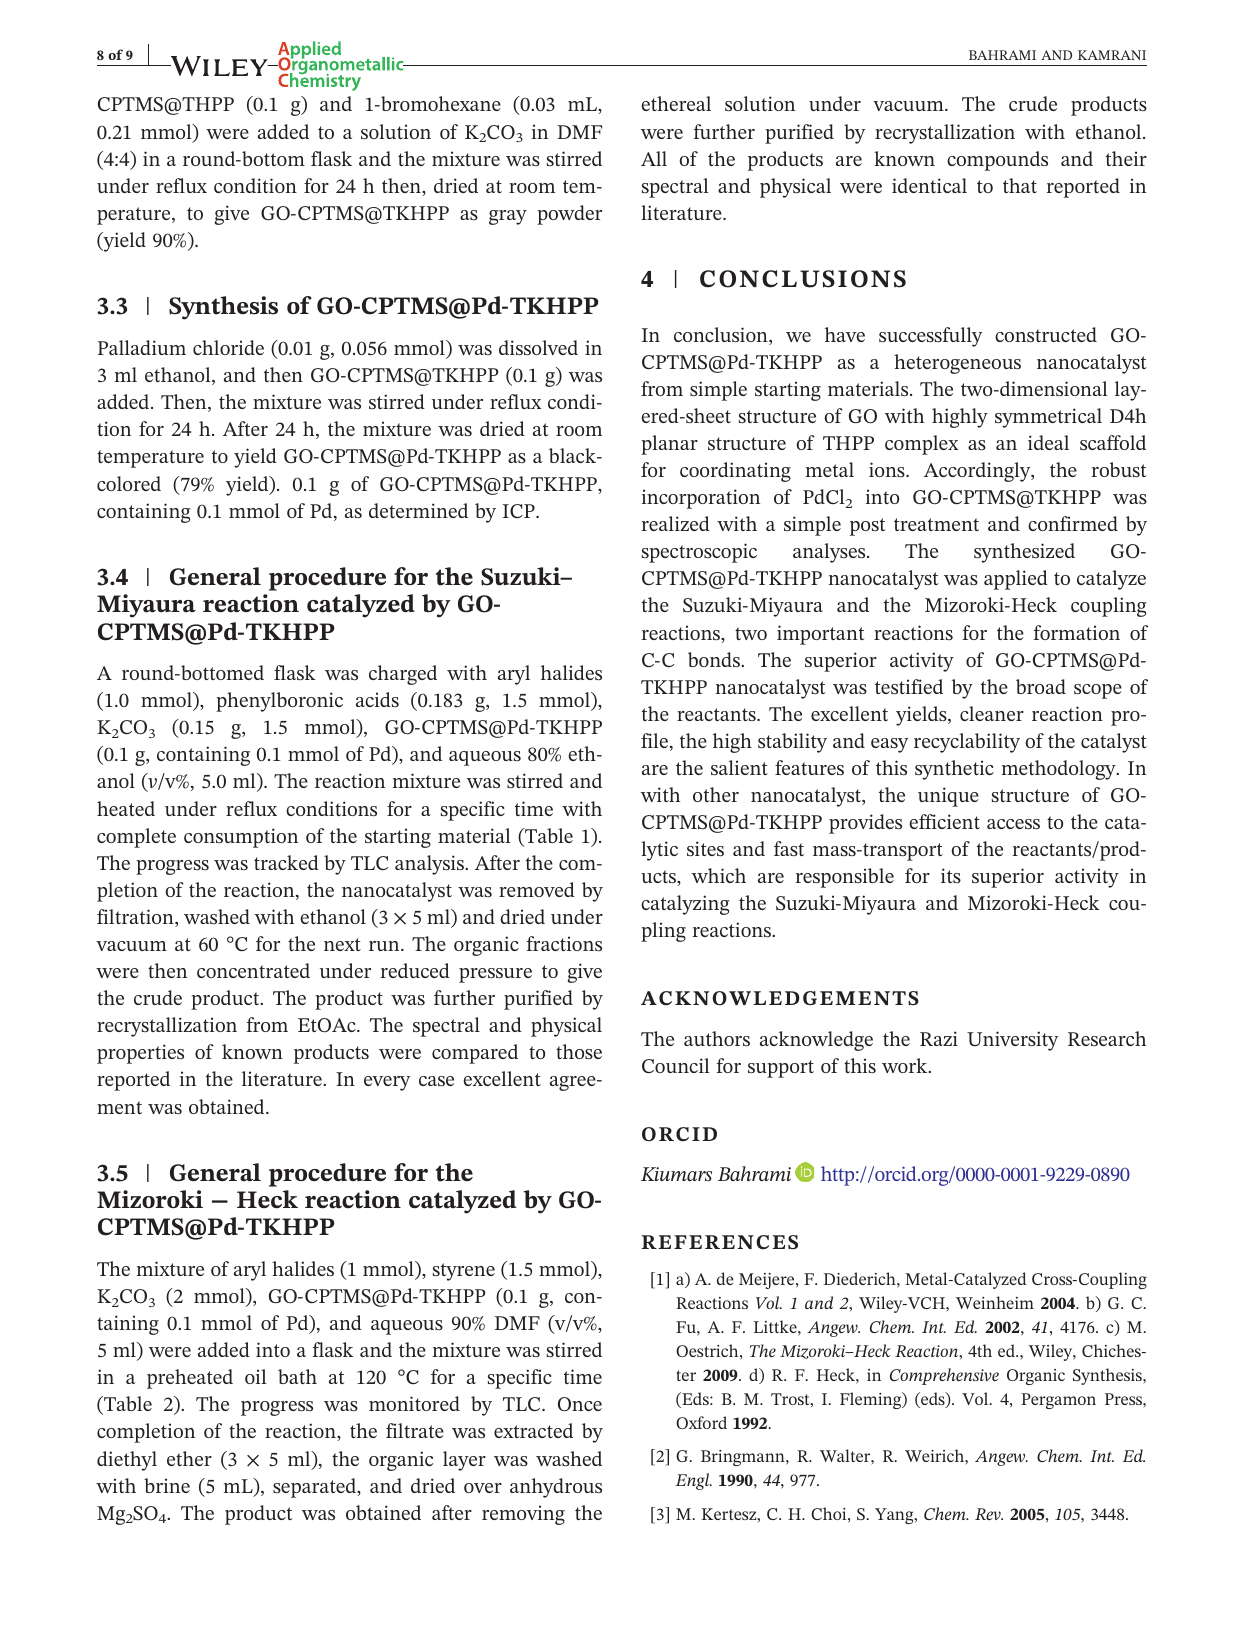 8 of 9
WILEY
Applied
Organometallic
Chemistry
BAHRAMI AND KAMRANI
CPTMS@THPP (0.1 g) and 1-bromohexane (0.03 mL,
0.21 mmol) were added to a solution of K₂CO₃ in DMF
(4:4) in a round-bottom flask and the mixture was stirred
under reflux condition for 24 h then, dried at room tem-
perature, to give GO-CPTMS@TKHPP as gray powder
(yield 90%).
3.3 | Synthesis of GO-CPTMS@Pd-TKHPP
Palladium chloride (0.01 g, 0.056 mmol) was dissolved in
3 ml ethanol, and then GO-CPTMS@TKHPP (0.1 g) was
added. Then, the mixture was stirred under reflux condi-
tion for 24 h. After 24 h, the mixture was dried at room
temperature to yield GO-CPTMS@Pd-TKHPP as a black-
colored (79% yield). 0.1 g of GO-CPTMS@Pd-TKHPP,
containing 0.1 mmol of Pd, as determined by ICP.
3.4 | General procedure for the Suzuki–
Miyaura reaction catalyzed by GO-
CPTMS@Pd-TKHPP
A round-bottomed flask was charged with aryl halides
(1.0 mmol), phenylboronic acids (0.183 g, 1.5 mmol),
K₂CO₃ (0.15 g, 1.5 mmol), GO-CPTMS@Pd-TKHPP
(0.1 g, containing 0.1 mmol of Pd), and aqueous 80% eth-
anol (v/v%, 5.0 ml). The reaction mixture was stirred and
heated under reflux conditions for a specific time with
complete consumption of the starting material (Table 1).
The progress was tracked by TLC analysis. After the com-
pletion of the reaction, the nanocatalyst was removed by
filtration, washed with ethanol (3 × 5 ml) and dried under
vacuum at 60 °C for the next run. The organic fractions
were then concentrated under reduced pressure to give
the crude product. The product was further purified by
recrystallization from EtOAc. The spectral and physical
properties of known products were compared to those
reported in the literature. In every case excellent agree-
ment was obtained.
3.5 | General procedure for the
Mizoroki – Heck reaction catalyzed by GO-
CPTMS@Pd-TKHPP
The mixture of aryl halides (1 mmol), styrene (1.5 mmol),
K₂CO₃ (2 mmol), GO-CPTMS@Pd-TKHPP (0.1 g, con-
taining 0.1 mmol of Pd), and aqueous 90% DMF (v/v%,
5 ml) were added into a flask and the mixture was stirred
in a preheated oil bath at 120 °C for a specific time
(Table 2). The progress was monitored by TLC. Once
completion of the reaction, the filtrate was extracted by
diethyl ether (3 × 5 ml), the organic layer was washed
with brine (5 mL), separated, and dried over anhydrous
Mg₂SO₄. The product was obtained after removing the
ethereal solution under vacuum. The crude products
were further purified by recrystallization with ethanol.
All of the products are known compounds and their
spectral and physical were identical to that reported in
literature.
4 | CONCLUSIONS
In conclusion, we have successfully constructed GO-
CPTMS@Pd-TKHPP as a heterogeneous nanocatalyst
from simple starting materials. The two-dimensional lay-
ered-sheet structure of GO with highly symmetrical D4h
planar structure of THPP complex as an ideal scaffold
for coordinating metal ions. Accordingly, the robust
incorporation of PdCl₂ into GO-CPTMS@TKHPP was
realized with a simple post treatment and confirmed by
spectroscopic analyses. The synthesized GO-
CPTMS@Pd-TKHPP nanocatalyst was applied to catalyze
the Suzuki-Miyaura and the Mizoroki-Heck coupling
reactions, two important reactions for the formation of
C-C bonds. The superior activity of GO-CPTMS@Pd-
TKHPP nanocatalyst was testified by the broad scope of
the reactants. The excellent yields, cleaner reaction pro-
file, the high stability and easy recyclability of the catalyst
are the salient features of this synthetic methodology. In
with other nanocatalyst, the unique structure of GO-
CPTMS@Pd-TKHPP provides efficient access to the cata-
lytic sites and fast mass-transport of the reactants/prod-
ucts, which are responsible for its superior activity in
catalyzing the Suzuki-Miyaura and Mizoroki-Heck cou-
pling reactions.
ACKNOWLEDGEMENTS
The authors acknowledge the Razi University Research
Council for support of this work.
ORCID
Kiumars Bahrami iD http://orcid.org/0000-0001-9229-0890
REFERENCES
[1] a) A. de Meijere, F. Diederich, Metal-Catalyzed Cross-Coupling
Reactions Vol. 1 and 2, Wiley-VCH, Weinheim 2004. b) G. C.
Fu, A. F. Littke, Angew. Chem. Int. Ed. 2002, 41, 4176. c) M.
Oestrich, The Mizoroki–Heck Reaction, 4th ed., Wiley, Chiches-
ter 2009. d) R. F. Heck, in Comprehensive Organic Synthesis,
(Eds: B. M. Trost, I. Fleming) (eds). Vol. 4, Pergamon Press,
Oxford 1992.
[2] G. Bringmann, R. Walter, R. Weirich, Angew. Chem. Int. Ed.
Engl. 1990, 44, 977.
[3] M. Kertesz, C. H. Choi, S. Yang, Chem. Rev. 2005, 105, 3448.